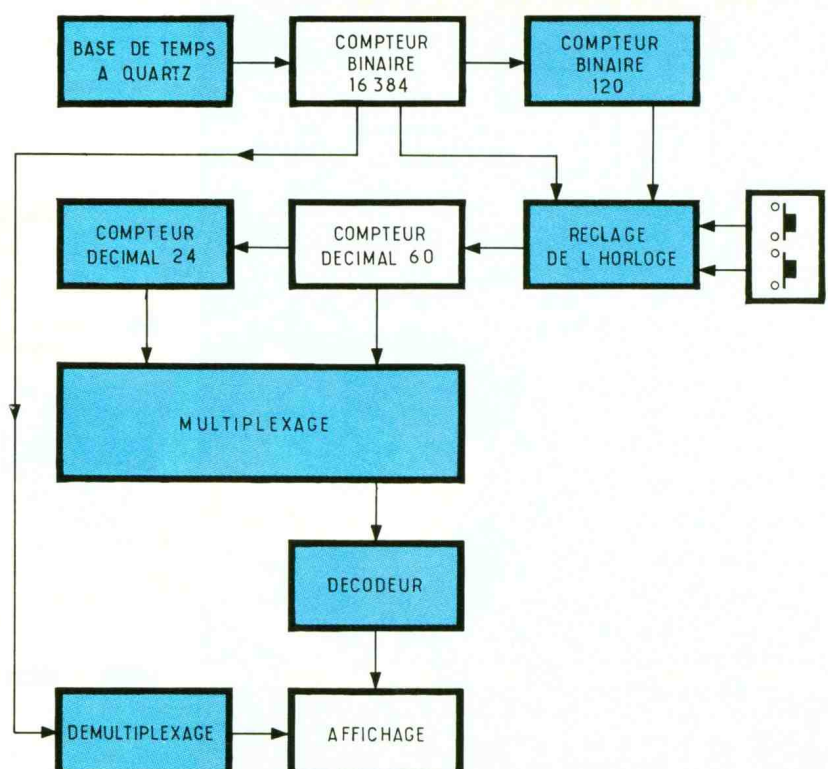 BASE DE TEMPS
A QUARTZ
COMPTEUR
BINAIRE
16 384
COMPTEUR
BINAIRE
120
COMPTEUR
DECIMAL 24
COMPTEUR
DECIMAL 60
REGLAGE
DE L HORLOGE
MULTIPLEXAGE
DECODEUR
DEMULTIPLEXAGE
AFFICHAGE